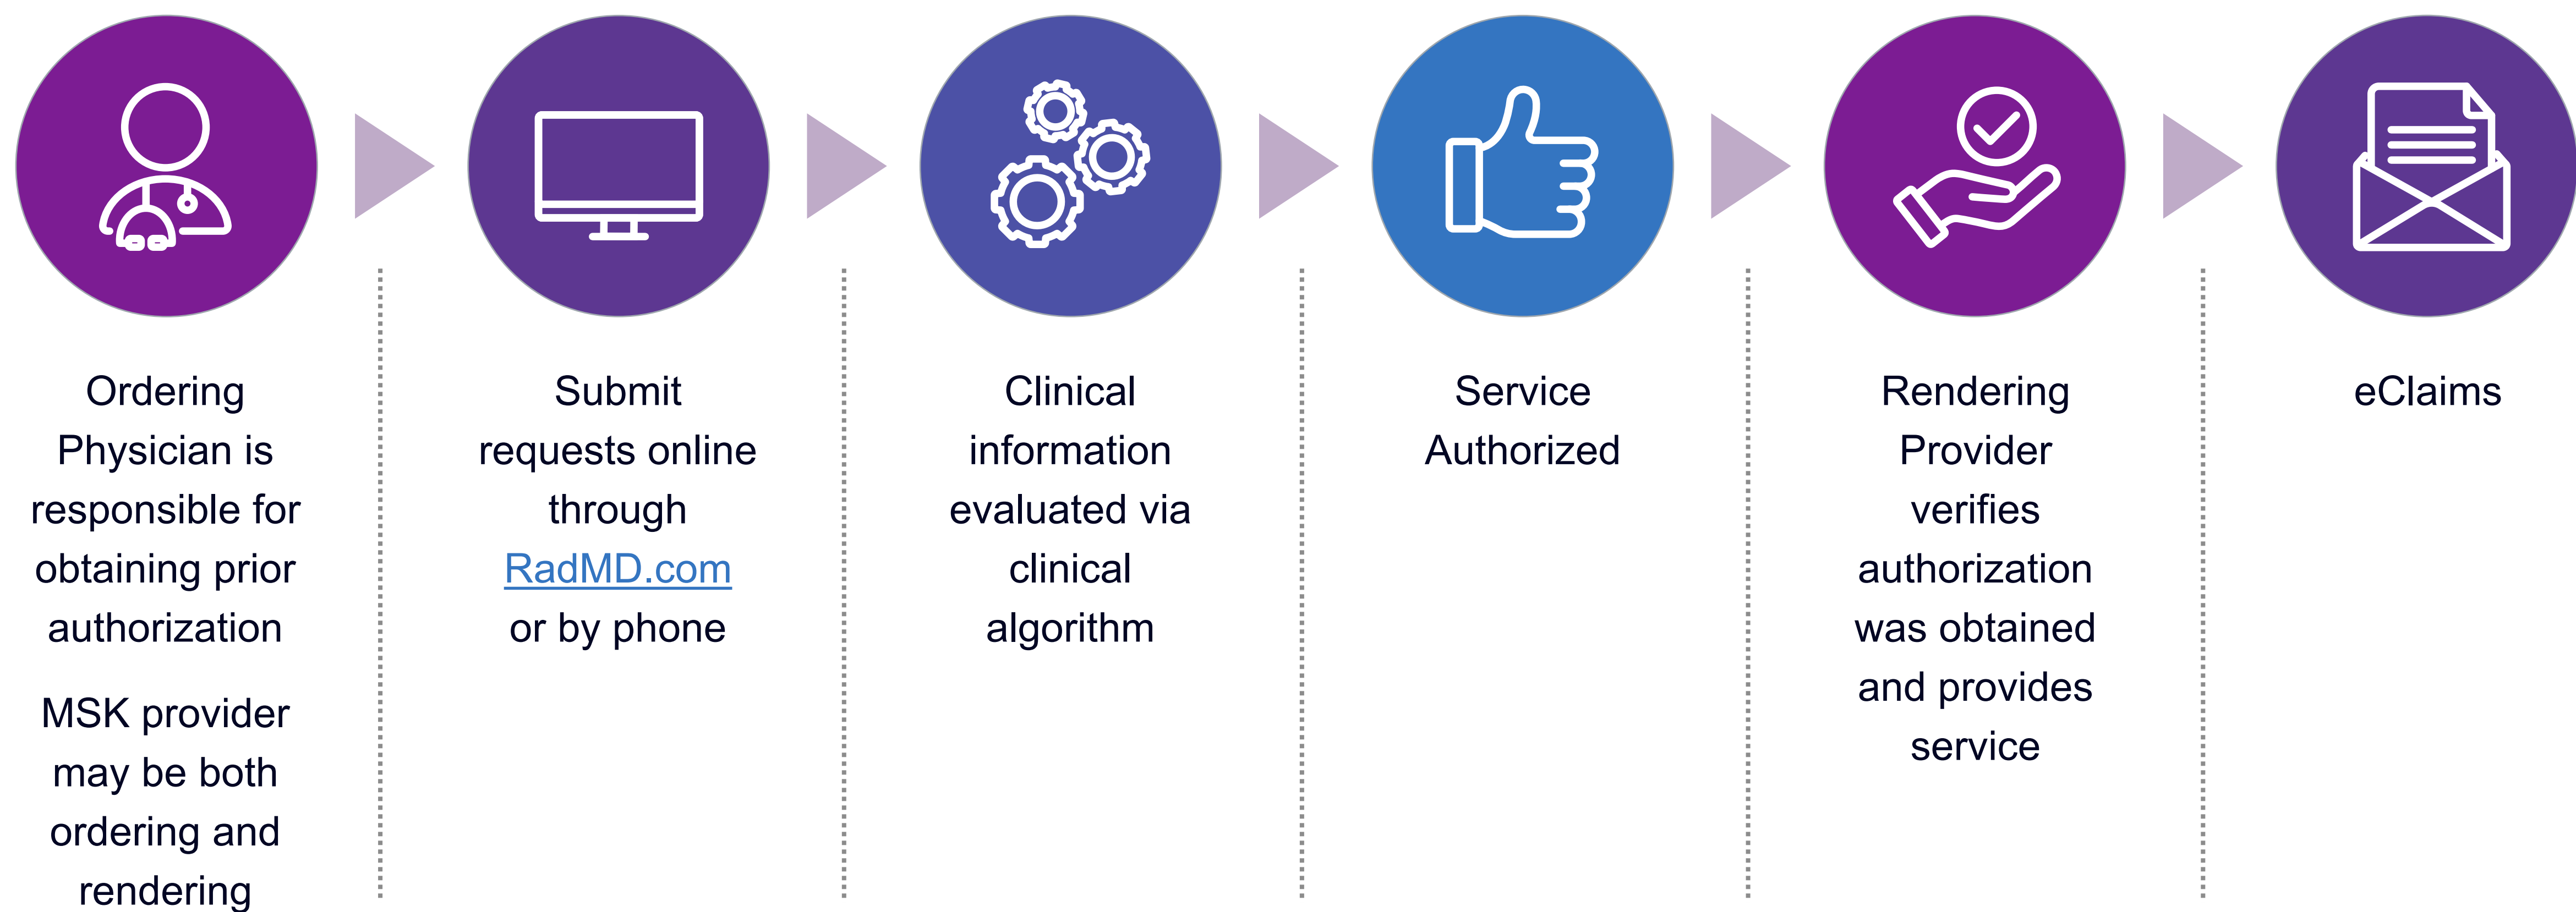 Ordering
Physician is
responsible for
obtaining prior
authorization
MSK provider
may be both
ordering and
rendering
Submit
requests online
through
RadMD.com
or by phone
Clinical
information
evaluated via
clinical
algorithm
Service
Authorized
Rendering
Provider
verifies
authorization
was obtained
and provides
service
eClaims